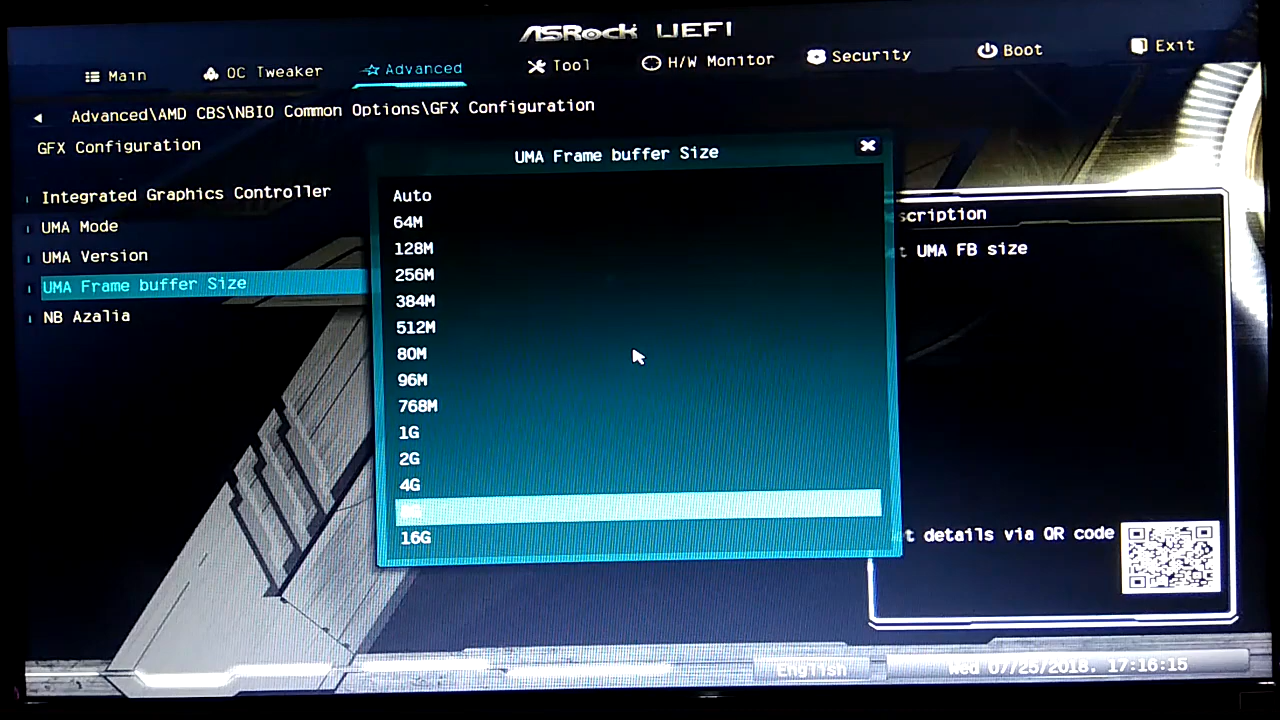 ASRock UEFI
Main
OC Tweaker
Advanced
Tool
H/W Monitor
Security
Boot
Exit
Advanced\AMD CBS\NBIO Common Options\GFX Configuration
GFX Configuration
Integrated Graphics Controller
UMA Mode
UMA Version
UMA Frame buffer Size
NB Azalia
UMA Frame buffer Size
Auto
64M
128M
256M
384M
512M
80M
96M
768M
1G
2G
4G
16G
scription
t UMA FB size
t details via QR code
English
Wed 07/25/2018. 17:16:15